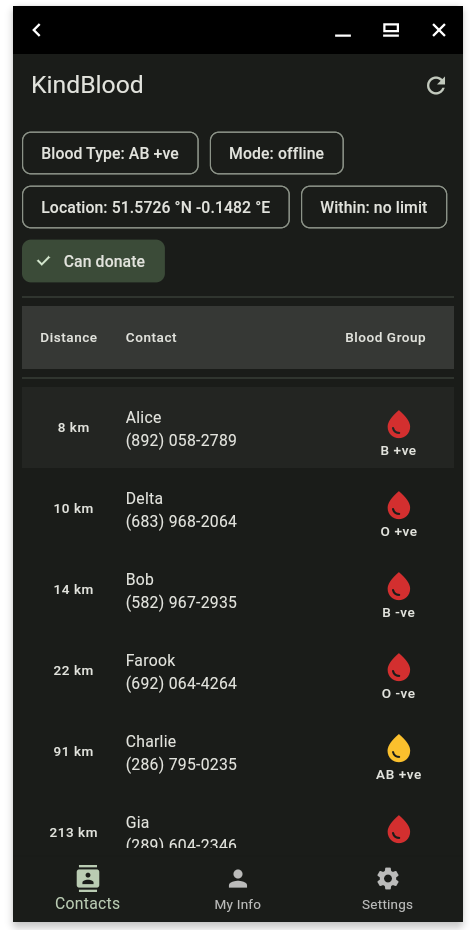 KindBlood
Blood Type: AB +ve
Mode: offline
Location: 51.5726 °N -0.1482 °E
Within: no limit
Can donate
Distance Contact Blood Group
8 km
Alice
(892) 058-2789
B +ve
10 km
Delta
(683) 968-2064
O +ve
14 km
Bob
(582) 967-2935
B -ve
22 km
Farook
(692) 064-4264
O -ve
91 km
Charlie
(286) 795-0235
AB +ve
213 km
Gia
(289) 604-2346
Contacts
My Info
Settings